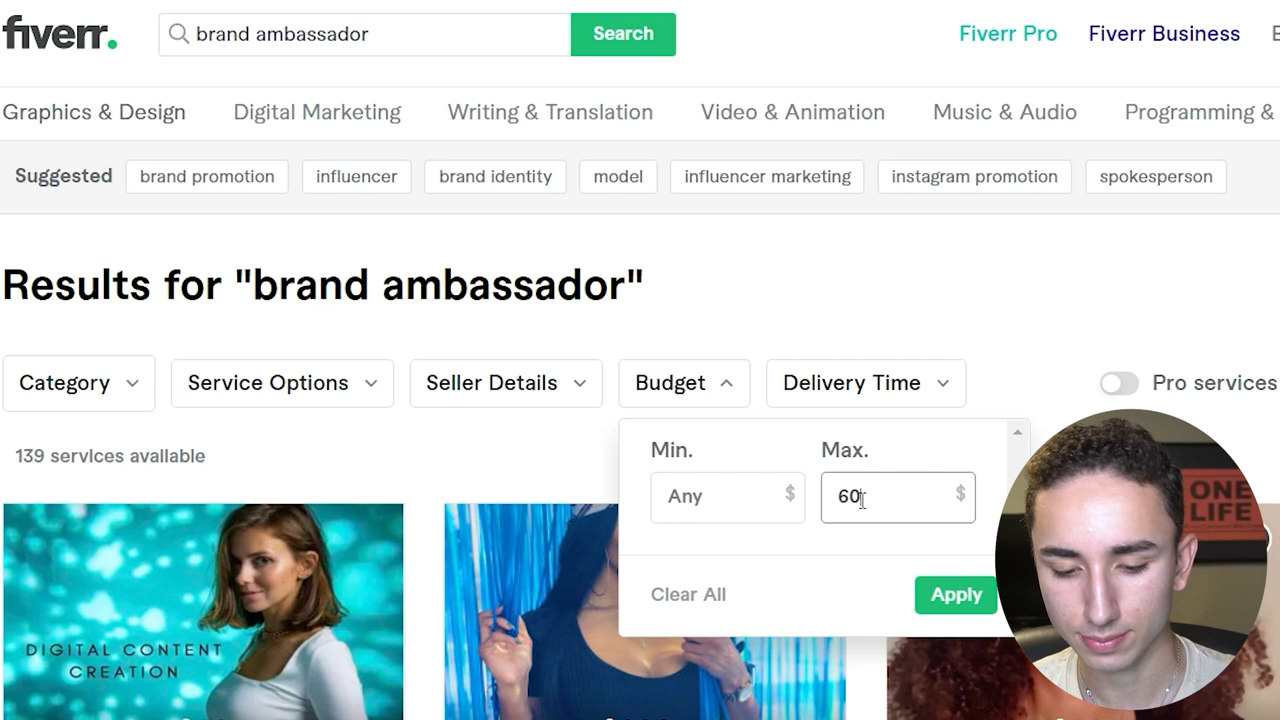 fiverr.
brand ambassador
Search
Fiverr Pro
Fiverr Business
Graphics & Design
Digital Marketing
Writing & Translation
Video & Animation
Music & Audio
Programming &
Suggested
brand promotion
influencer
brand identity
model
influencer marketing
instagram promotion
spokesperson
Results for "brand ambassador"
Category
Service Options
Seller Details
Budget
Delivery Time
Pro services
139 services available
Min.
Max.
Any
$
60
$
Clear All
Apply
DIGITAL CONTENT
CREATION
ONE
LIFE